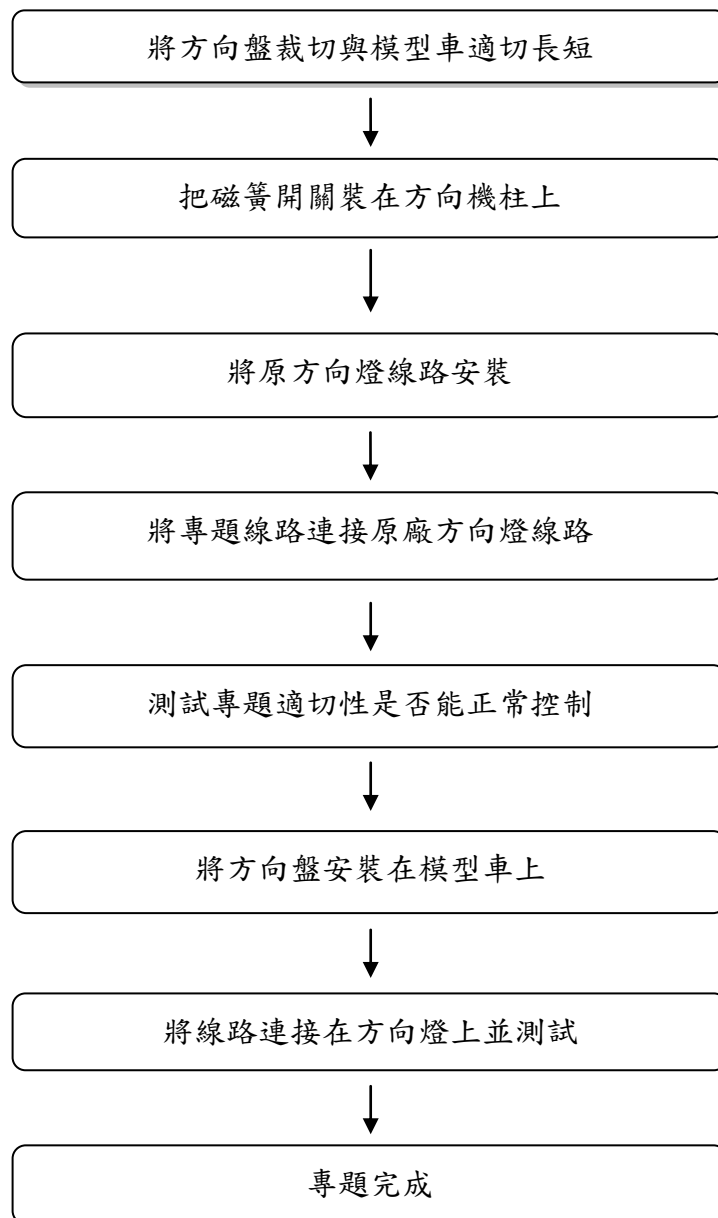 將方向盤裁切與模型車適切長短
把磁簧開關裝在方向機柱上
將原方向燈線路安裝
將專題線路連接原廠方向燈線路
測試專題適切性是否能正常控制
將方向盤安裝在模型車上
將線路連接在方向燈上並測試
專題完成